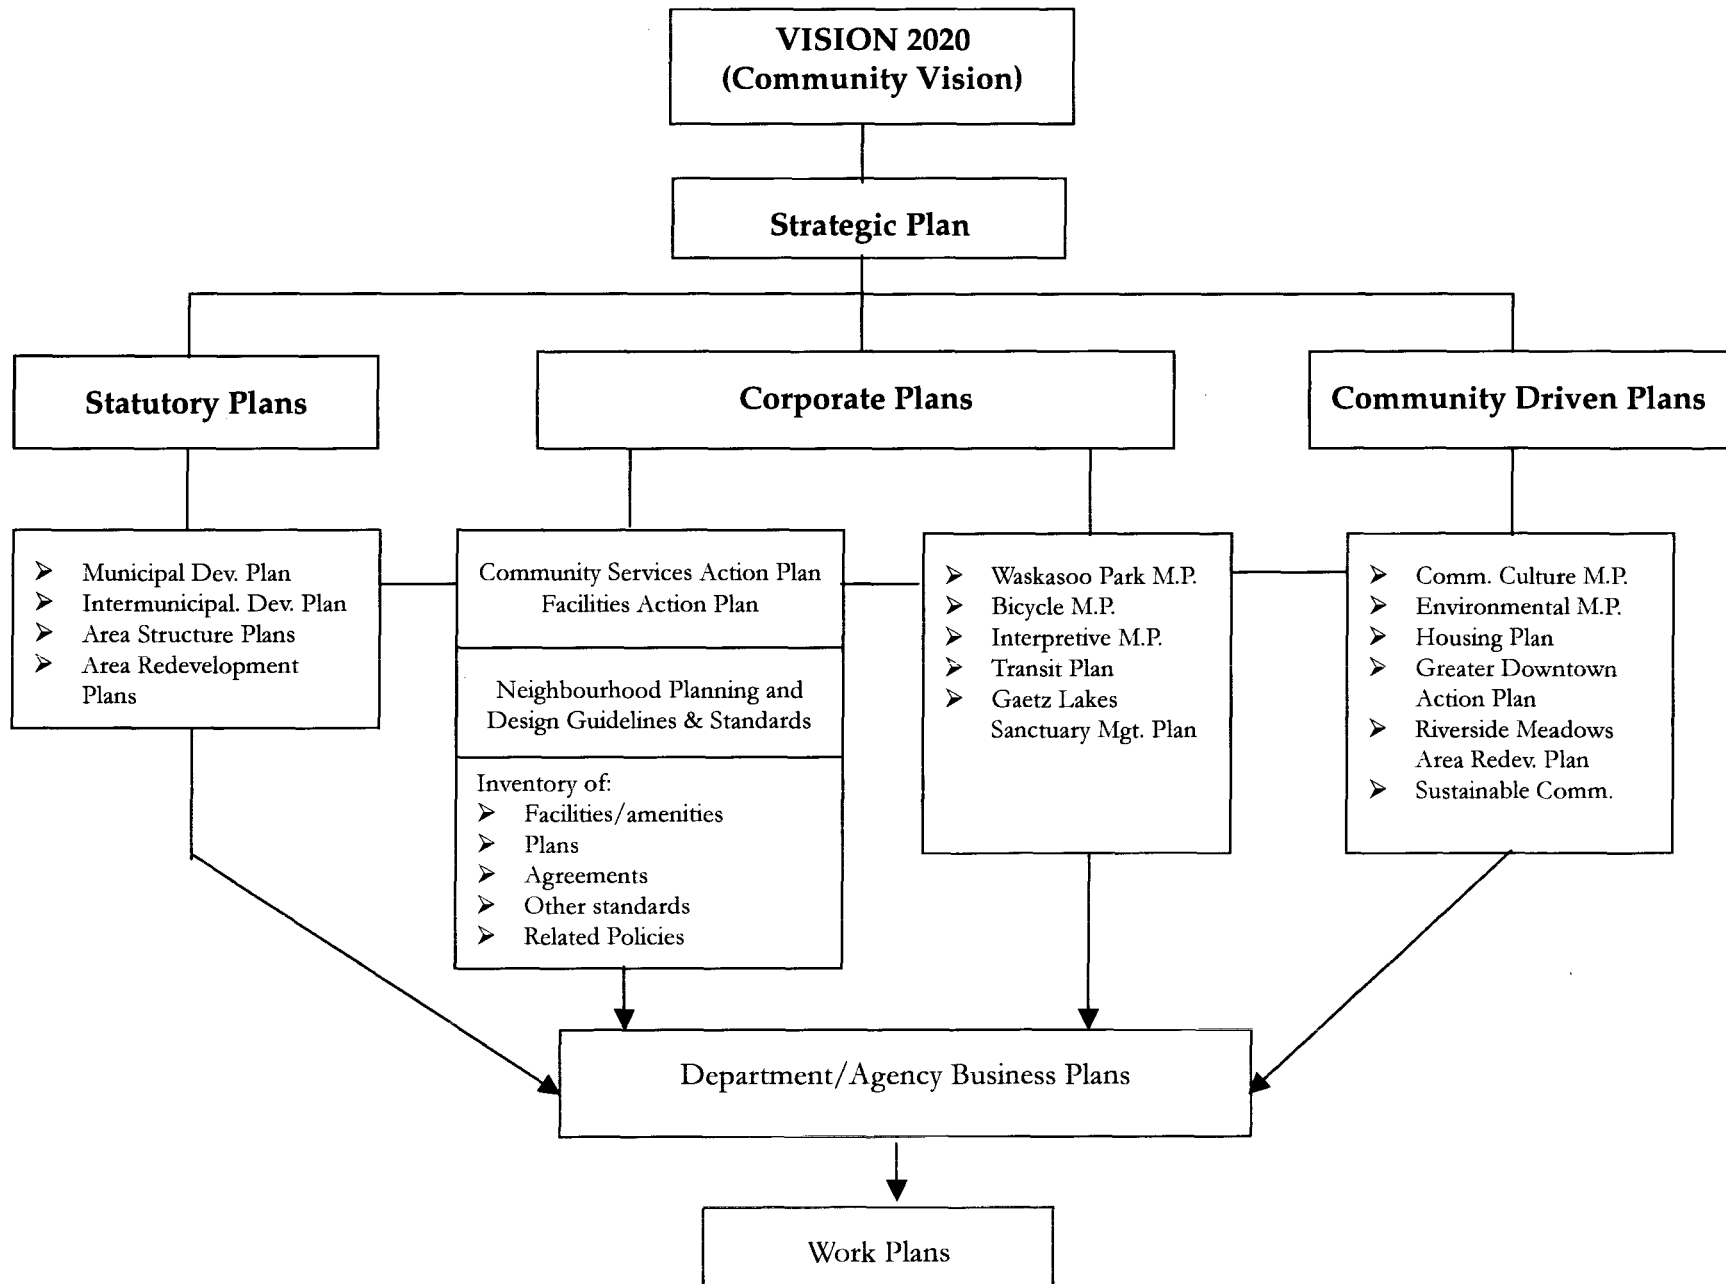 VISION 2020
(Community Vision)
Strategic Plan
Statutory Plans
Corporate Plans
Community Driven Plans
➢ Municipal Dev. Plan
➢ Intermunicipal. Dev. Plan
➢ Area Structure Plans
➢ Area Redevelopment
Plans
Community Services Action Plan
Facilities Action Plan
Neighbourhood Planning and
Design Guidelines & Standards
Inventory of:
➢ Facilities/amenities
➢ Plans
➢ Agreements
➢ Other standards
➢ Related Policies
➢ Waskasoo Park M.P.
➢ Bicycle M.P.
➢ Interpretive M.P.
➢ Transit Plan
➢ Gaetz Lakes
Sanctuary Mgt. Plan
➢ Comm. Culture M.P.
➢ Environmental M.P.
➢ Housing Plan
➢ Greater Downtown
Action Plan
➢ Riverside Meadows
Area Redev. Plan
➢ Sustainable Comm.
Department/Agency Business Plans
Work Plans